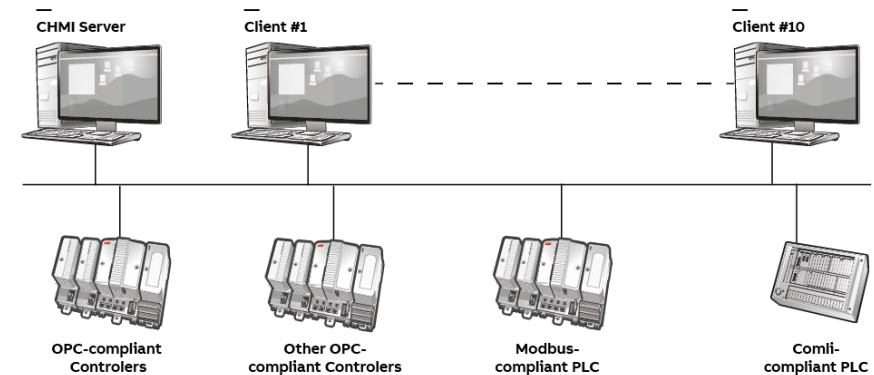 CHMI Server
Client #1
Client #10
OPC-compliant
Controlers
Other OPC-
compliant Controlers
Modbus-
compliant PLC
Comli-
compliant PLC